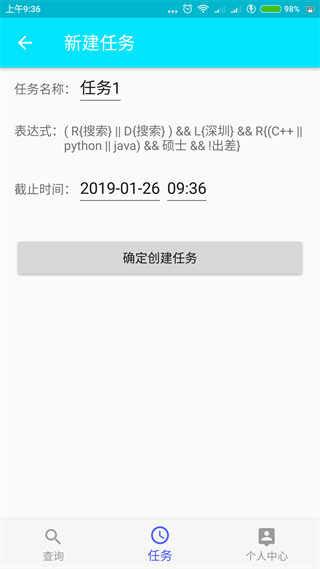 上午9:36 ... 98%
新建任务
任务名称： 任务1
表达式： ( R{搜索} || D{搜索} ) && L{深圳} && R{(C++ ||
python || java) && 硕士 && !出差}
截止时间： 2019-01-26 09:36
确定创建任务
查询 任务 个人中心